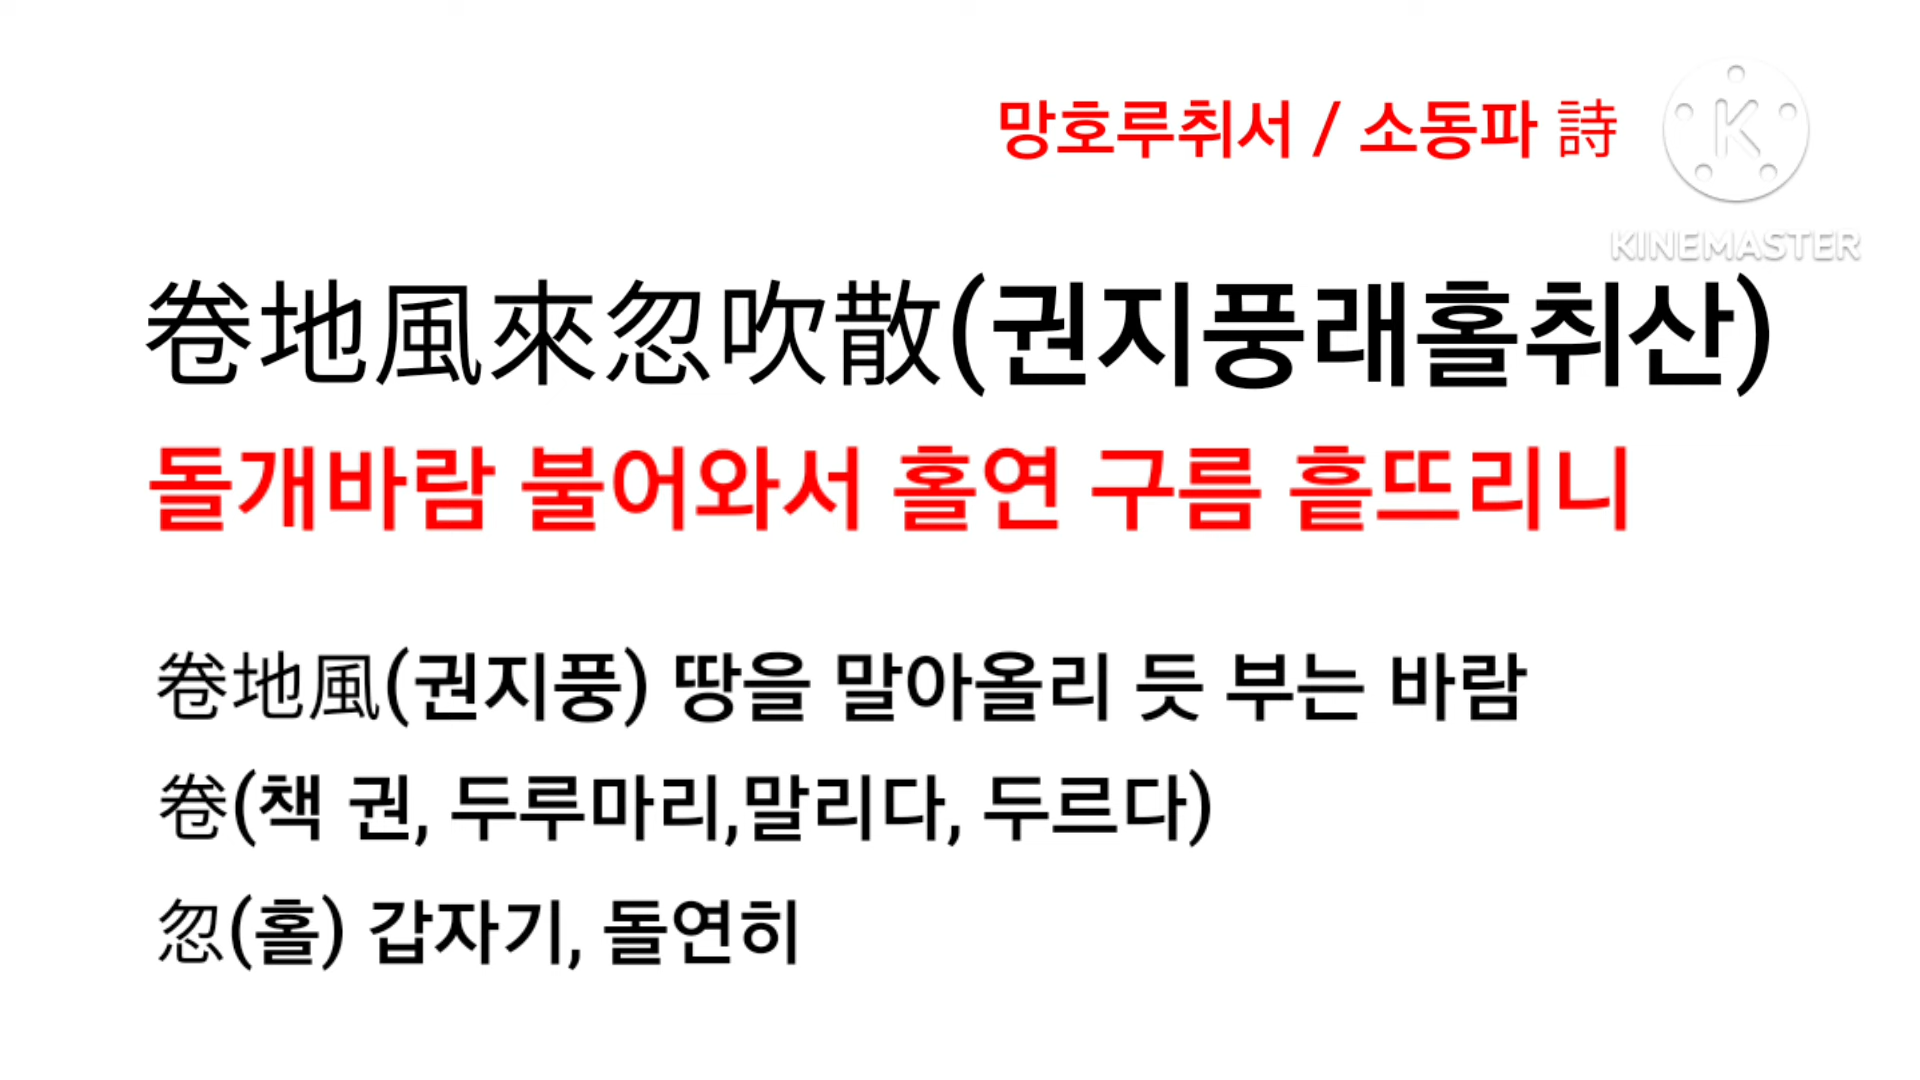 망호루취서 / 소동파 詩
KINEMASTER
卷地風來忽吹散(권지풍래홀취산)
돌개바람 불어와서 홀연 구름 흩뜨리니
卷地風(권지풍) 땅을 말아올리 듯 부는 바람
卷(책 권, 두루마리,말리다, 두르다)
忽(홀) 갑자기, 돌연히